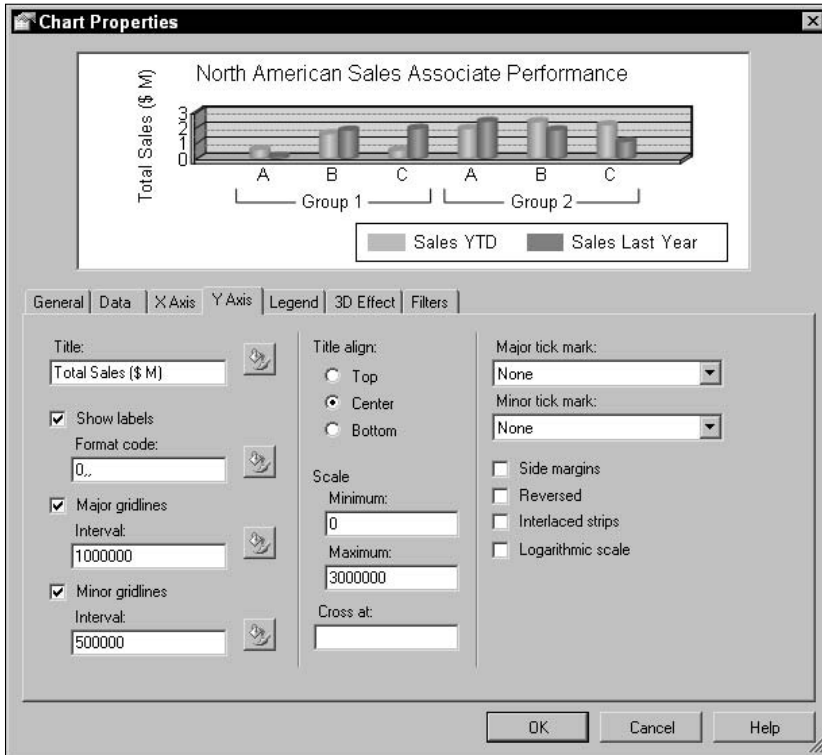 Chart Properties
North American Sales Associate Performance
Total Sales ($ M)
3
2
1
0
A B C A B C
Group 1 Group 2
Sales YTD Sales Last Year
General Data X Axis Y Axis Legend 3D Effect Filters
Title:
Total Sales ($ M)
Show labels
Format code:
0,,
Major gridlines
Interval:
1000000
Minor gridlines
Interval:
500000
Title align:
Top
Center
Bottom
Scale
Minimum:
0
Maximum:
3000000
Cross at:
Major tick mark:
None
Minor tick mark:
None
Side margins
Reversed
Interlaced strips
Logarithmic scale
OK Cancel Help